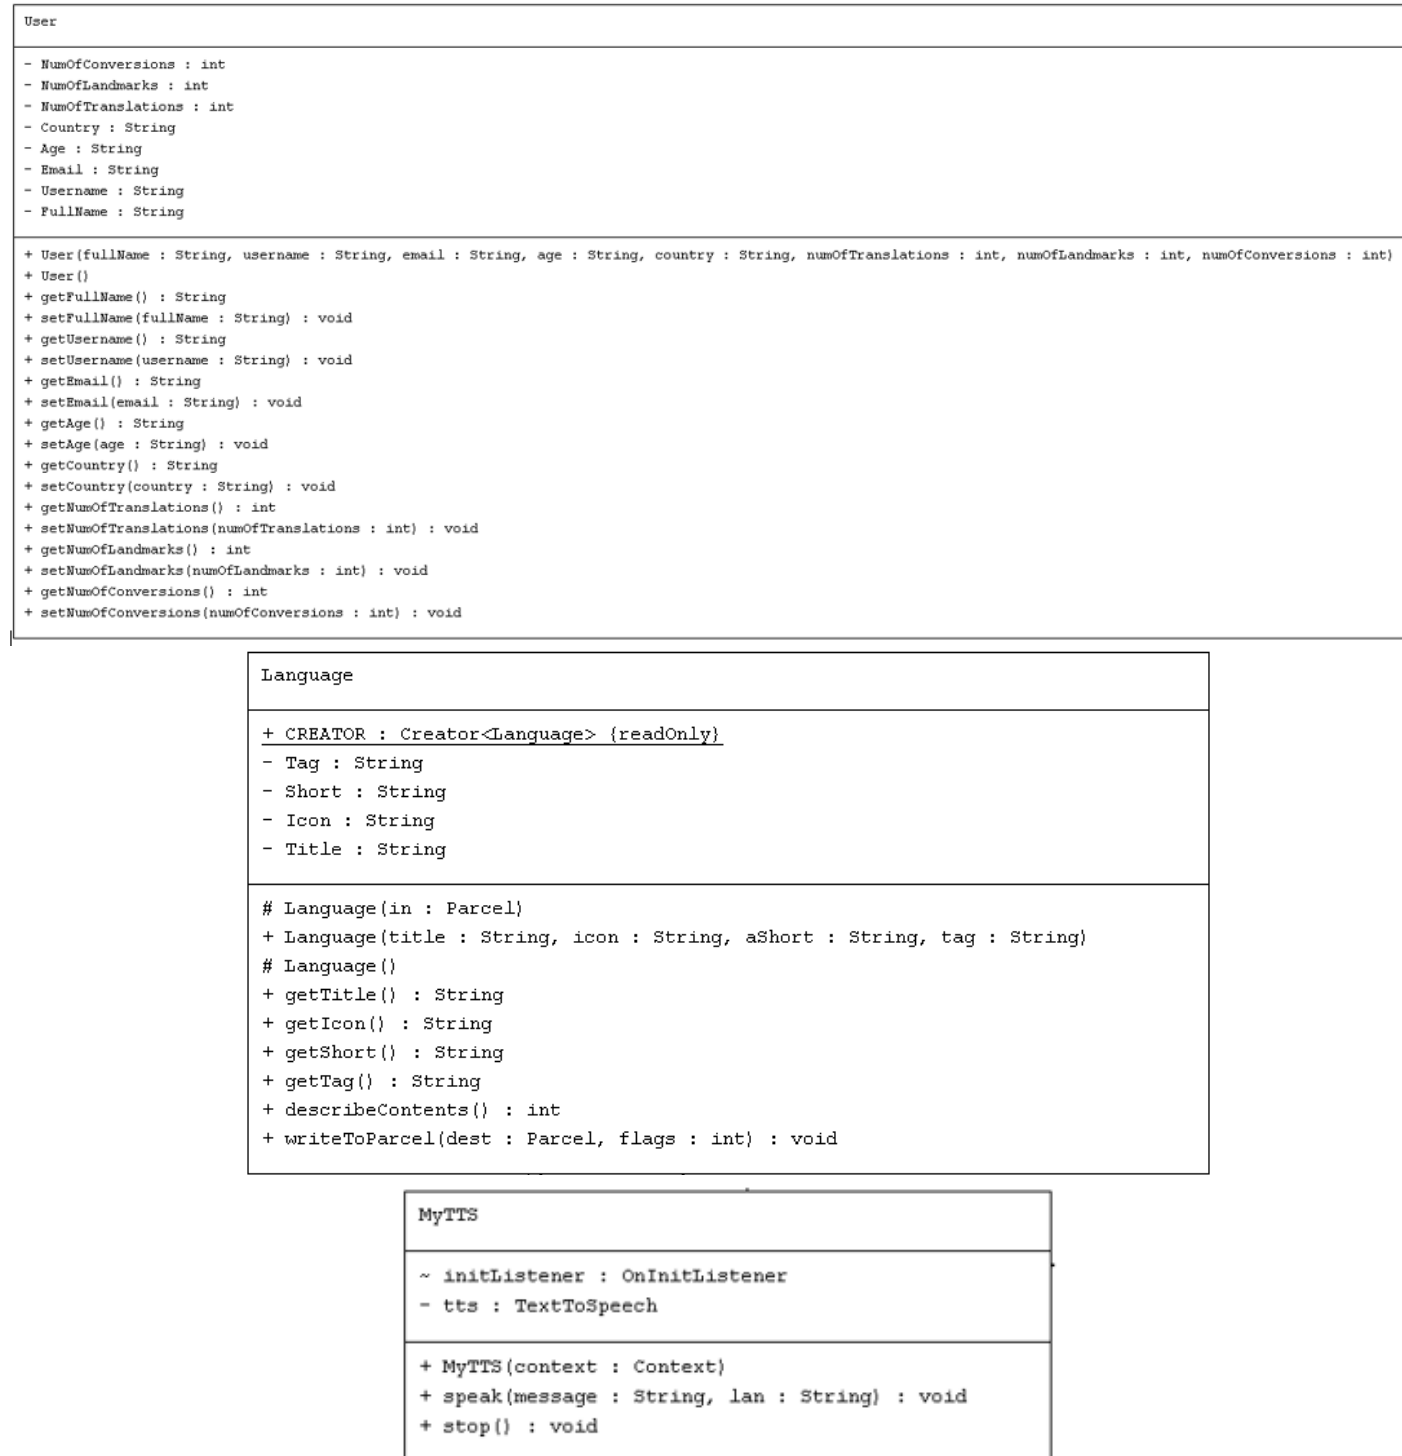 User
- NumOfConversions : int
- NumOfLandmarks : int
- NumOfTranslations : int
- Country : String
- Age : String
- Email : String
- Username : String
- FullName : String
+ User(fullName : String, username : String, email : String, age : String, country : String, numOfTranslations : int, numOfLandmarks : int, numOfConversions : int)
+ User()
+ getFullName() : String
+ setFullName(fullName : String) : void
+ getUsername() : String
+ setUsername(username : String) : void
+ getEmail() : String
+ setEmail(email : String) : void
+ getAge() : String
+ setAge(age : String) : void
+ getCountry() : String
+ setCountry(country : String) : void
+ getNumOfTranslations() : int
+ setNumOfTranslations(numOfTranslations : int) : void
+ getNumOfLandmarks() : int
+ setNumOfLandmarks(numOfLandmarks : int) : void
+ getNumOfConversions() : int
+ setNumOfConversions(numOfConversions : int) : void
Language
+ CREATOR : Creator<Language> {readOnly}
- Tag : String
- Short : String
- Icon : String
- Title : String
# Language(in : Parcel)
+ Language(title : String, icon : String, aShort : String, tag : String)
# Language()
+ getTitle() : String
+ getIcon() : String
+ getShort() : String
+ getTag() : String
+ describeContents() : int
+ writeToParcel(dest : Parcel, flags : int) : void
MyTTS
~ initListener : OnInitListener
- tts : TextToSpeech
+ MyTTS(context : Context)
+ speak(message : String, lan : String) : void
+ stop() : void